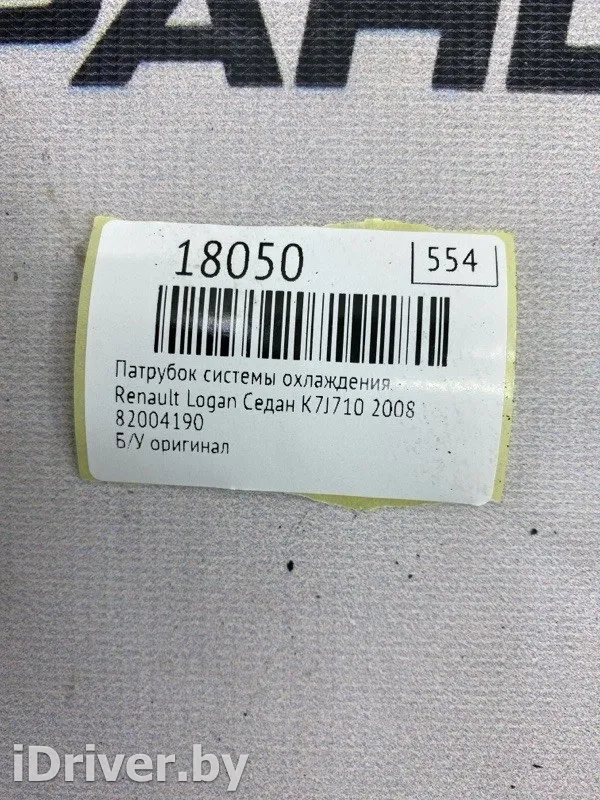 18050
554
Патрубок системы охлаждения
Renault Logan Седан K7J710 2008
82004190
Б/У оригинал
iDriver.by